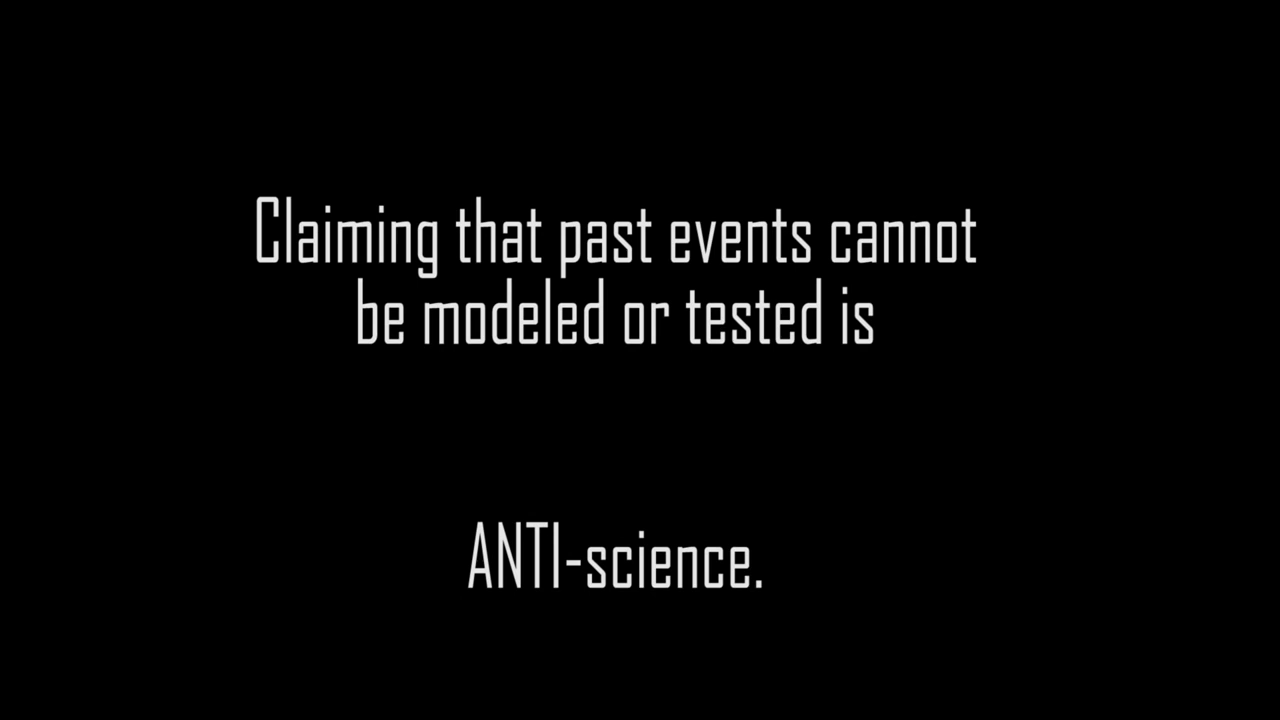 Claiming that past events cannot
be modeled or tested is
ANTI-science.